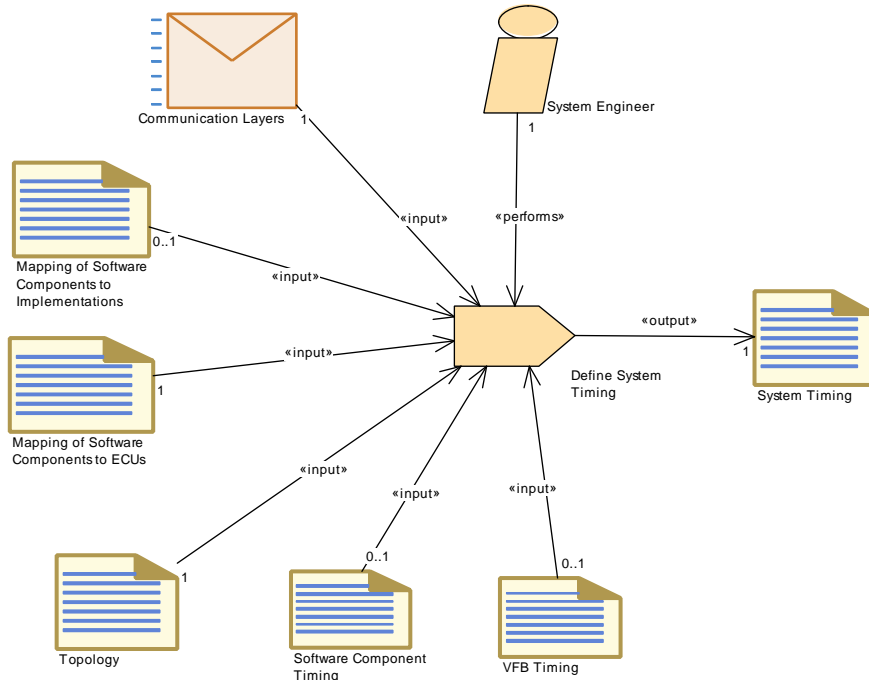 Communication Layers
1
System Engineer
1
«input»
«performs»
0..1
Mapping of Software
Components to
Implementations
«input»
«output»
1
System Timing
Define System
Timing
«input»
1
Mapping of Software
Components to ECUs
«input»
«input»
«input»
1
Topology
0..1
Software Component
Timing
0..1
VFB Timing